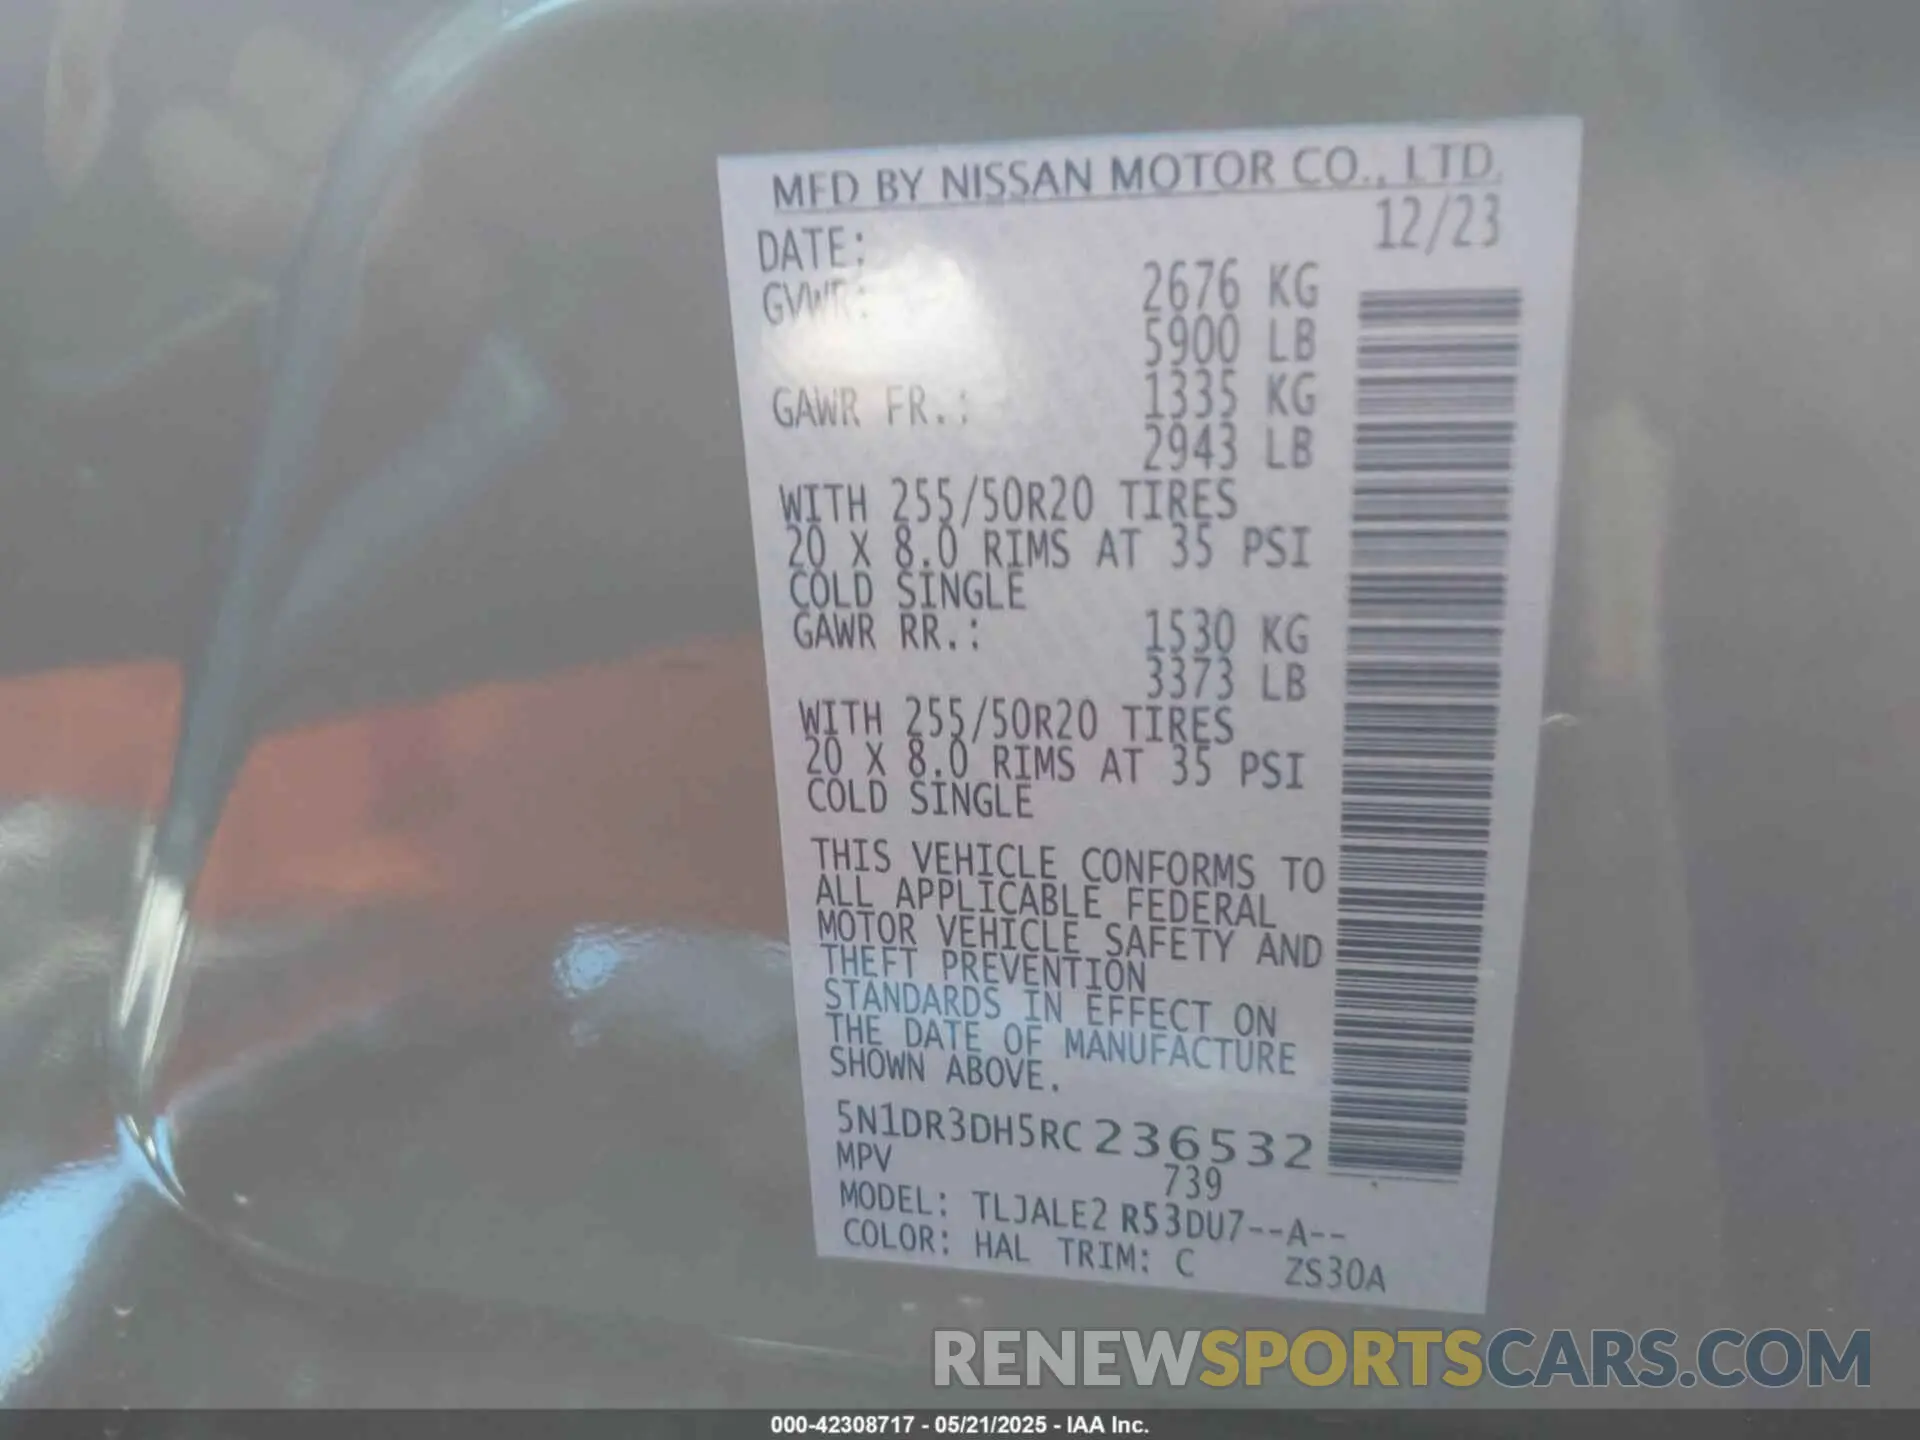 MFD BY NISSAN MOTOR CO., LTD.
DATE: 12/23
GVWR: 2676 KG
5900 LB
GAWR FR.: 1335 KG
2943 LB
WITH 255/50R20 TIRES
20 X 8.0 RIMS AT 35 PSI
COLD SINGLE
GAWR RR.: 1530 KG
3373 LB
WITH 255/50R20 TIRES
20 X 8.0 RIMS AT 35 PSI
COLD SINGLE
THIS VEHICLE CONFORMS TO
ALL APPLICABLE FEDERAL
MOTOR VEHICLE SAFETY AND
THEFT PREVENTION
STANDARDS IN EFFECT ON
THE DATE OF MANUFACTURE
SHOWN ABOVE.
5N1DR3DH5RC236532
MPV 739
MODEL: TLJALE2 R53DU7--A--
COLOR: HAL TRIM: C ZS30A
RENEWSPORTSCARS.COM
000-42308717 - 05/21/2025 - IAA Inc.